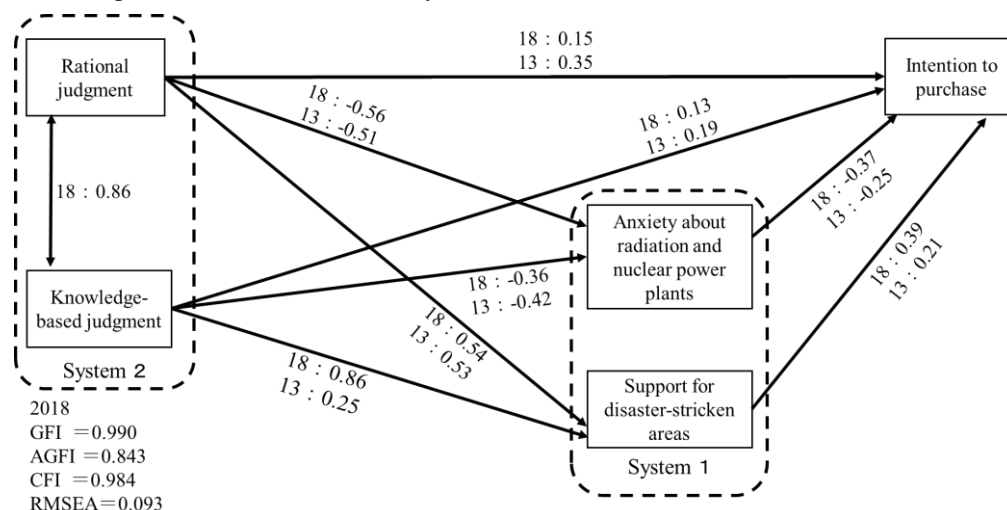 18 : 0.15
13 : 0.35
Rational
judgment
Intention to
purchase
18 : -0.56
13 : -0.51
18 : 0.13
13 : 0.19
18 : 0.86
18 : -0.37
13 : -0.25
Anxiety about
radiation and
nuclear power
plants
18 : 0.39
13 : 0.21
Knowledge-
based judgment
18 : -0.36
13 : -0.42
18 : 0.54
13 : 0.53
System 2
18 : 0.86
13 : 0.25
Support for
disaster-stricken
areas
System 1
2018
GFI =0.990
AGFI =0.843
CFI =0.984
RMSEA=0.093